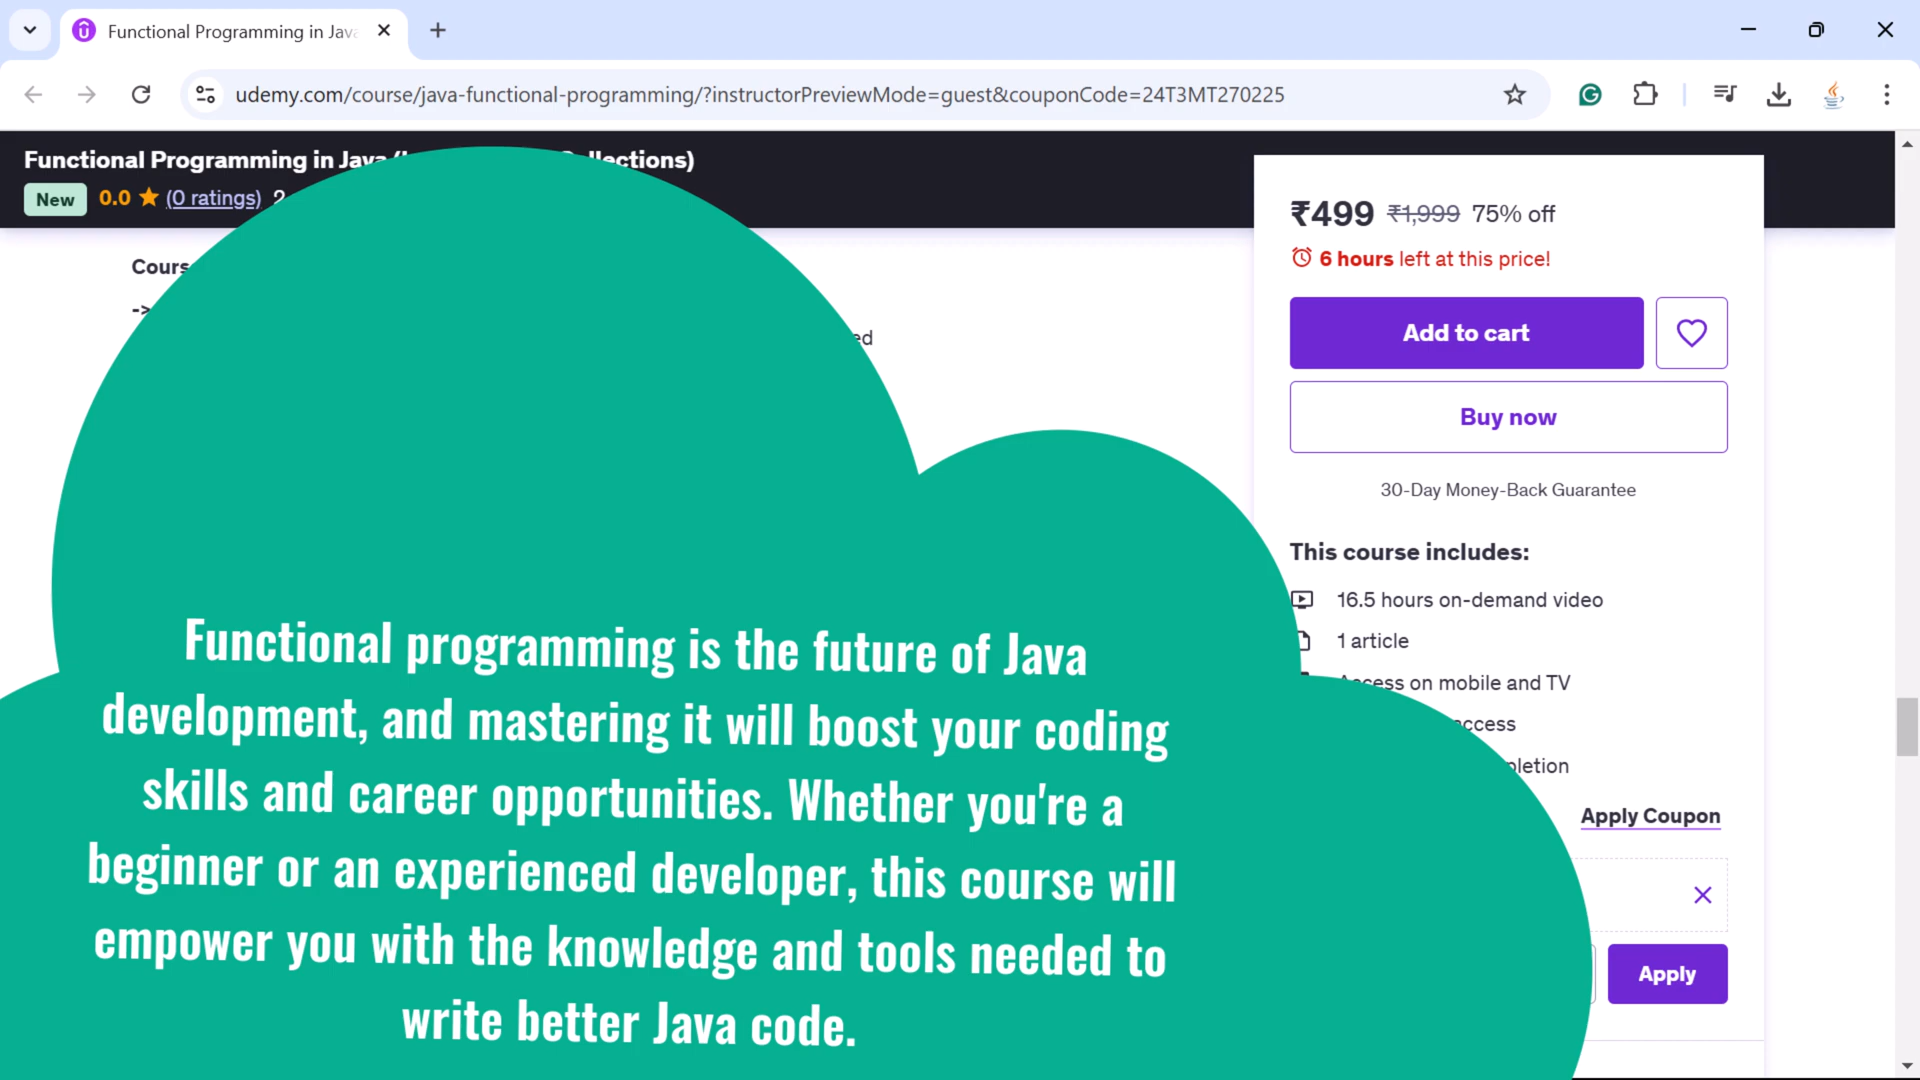 Functional Programming in Java
udemy.com/course/java-functional-programming/?instructorPreviewMode=guest&couponCode=24T3MT270225
Functional Programming in Java
New 0.0 ★ (0 ratings) 2
Cours
->
ed
₹499 ₹1,999 75% off
6 hours left at this price!
Add to cart
Buy now
30-Day Money-Back Guarantee
This course includes:
16.5 hours on-demand video
1 article
Access on mobile and TV
Apply Coupon
Apply
Functional programming is the future of Java
development, and mastering it will boost your coding
skills and career opportunities. Whether you're a
beginner or an experienced developer, this course will
empower you with the knowledge and tools needed to
write better Java code.